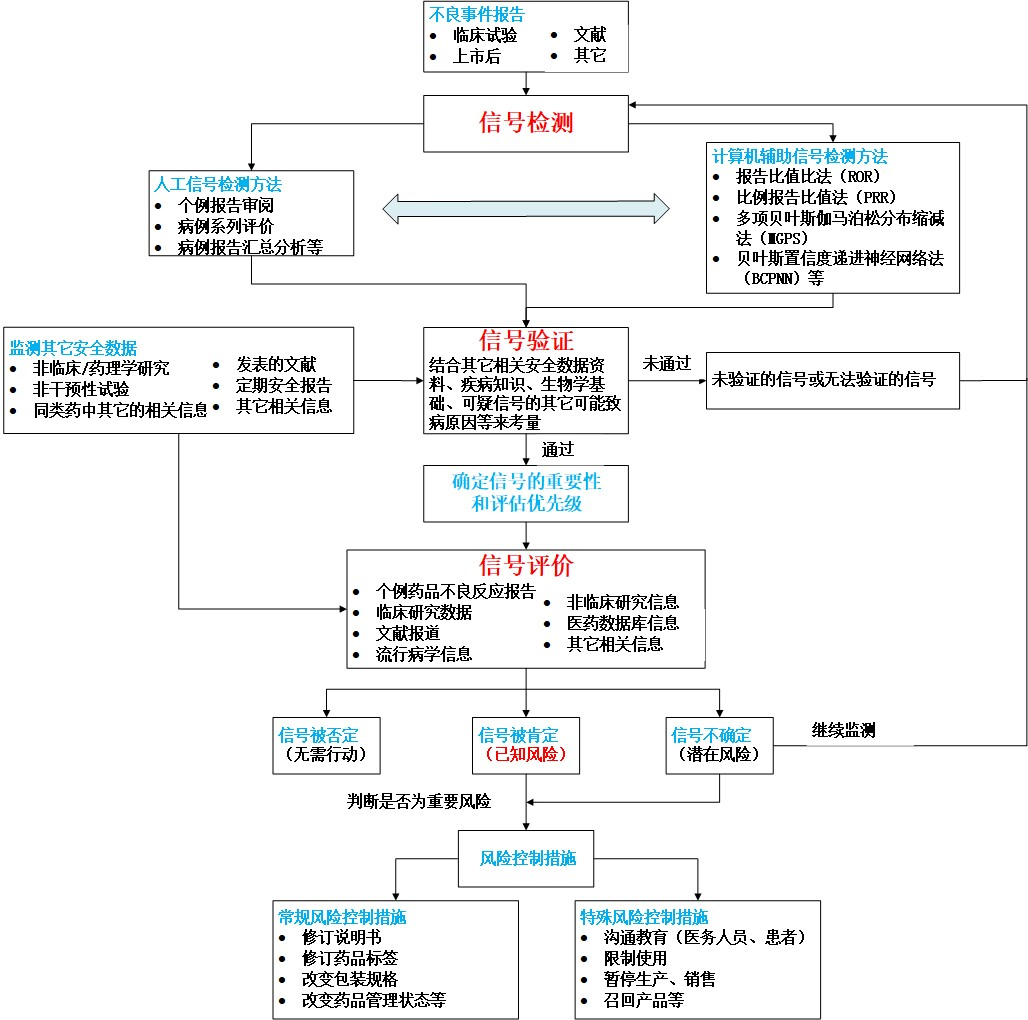 不良事件报告
● 临床试验 ● 文献
● 上市后 ● 其它
信号检测
人工信号检测方法
● 个例报告审阅
● 病例系列评价
● 病例报告汇总分析等
计算机辅助信号检测方法
● 报告比值比法（ROR）
● 比例报告比值法（PRR）
● 多项贝叶斯伽马泊松分布缩减
法（MGPS）
● 贝叶斯置信度递进神经网络法
（BCPNN）等
监测其它安全数据
● 非临床/药理学研究
● 非干预性试验
● 同类药中其它的相关信息
● 发表的文献
● 定期安全报告
● 其它相关信息
信号验证
结合其它相关安全数据资
料、疾病知识、生物学基
础、可疑信号的其它可能致
病原因等来考量
未通过
未验证的信号或无法验证的信号
通过
确定信号的重要性
和评估优先级
信号评价
● 个例药品不良反应报告
● 临床研究数据
● 文献报道
● 流行病学信息
● 非临床研究信息
● 医药数据库信息
● 其它相关信息
信号被否定
（无需行动）
信号被肯定
（已知风险）
信号不确定
（潜在风险）
继续监测
判断是否为重要风险
风险控制措施
常规风险控制措施
● 修订说明书
● 修订药品标签
● 改变包装规格
● 改变药品管理状态等
特殊风险控制措施
● 沟通教育（医务人员、患者）
● 限制使用
● 暂停生产、销售
● 召回产品等